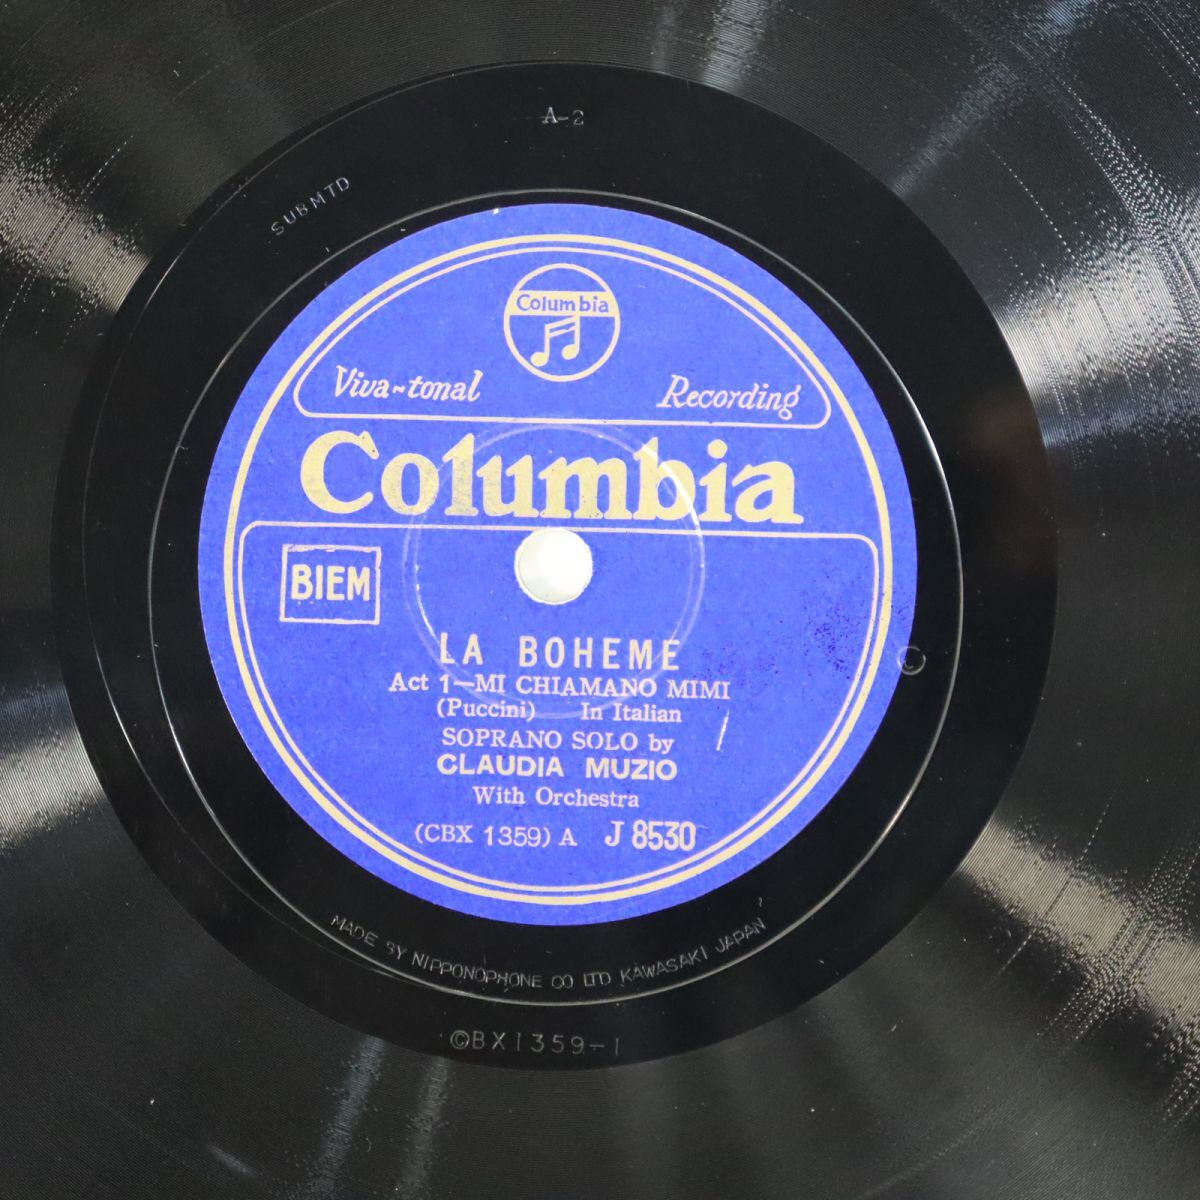 A-2
SUBMTD
Columbia
Viva~tonal Recording
Columbia
BIEM
LA BOHEME
Act 1—MI CHIAMANO MIMI
(Puccini) In Italian
SOPRANO SOLO by
CLAUDIA MUZIO
With Orchestra
(CBX 1359) A J 8530
MADE BY NIPPONOPHONE CO LTD KAWASAKI JAPAN
©BX1359-1
C